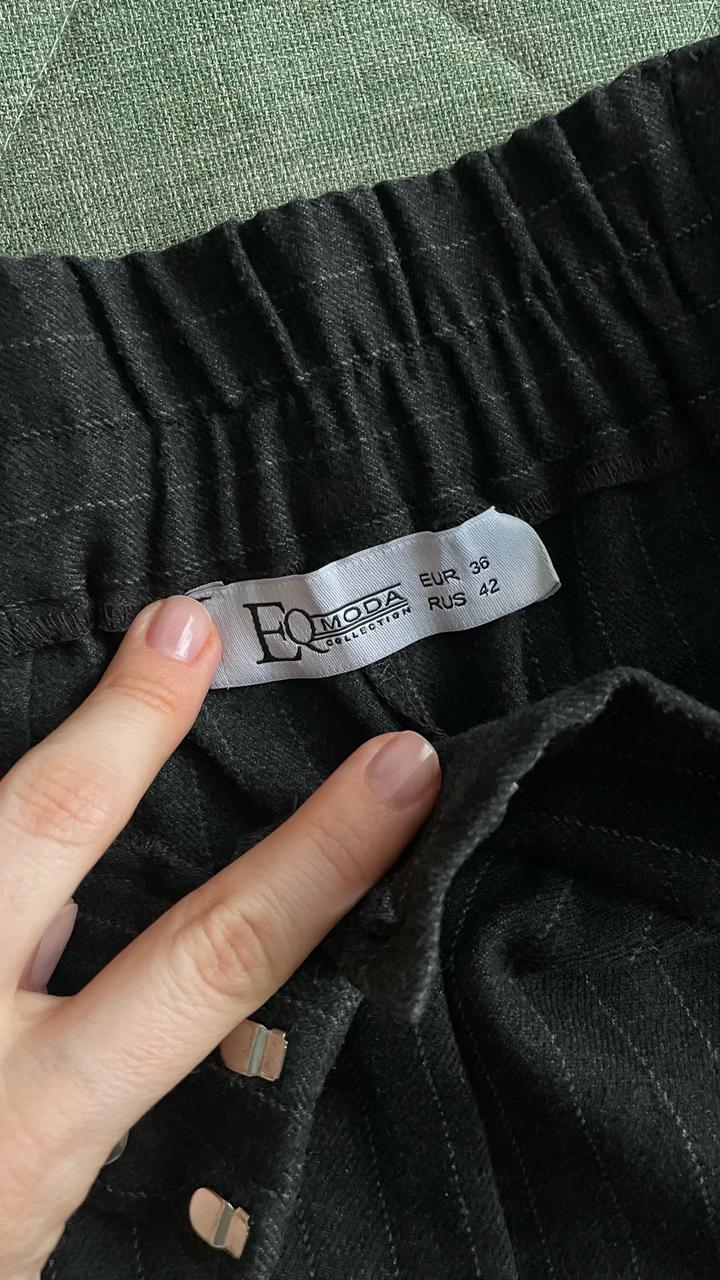 EQ MODA
COLLECTION
EUR 36
RUS 42